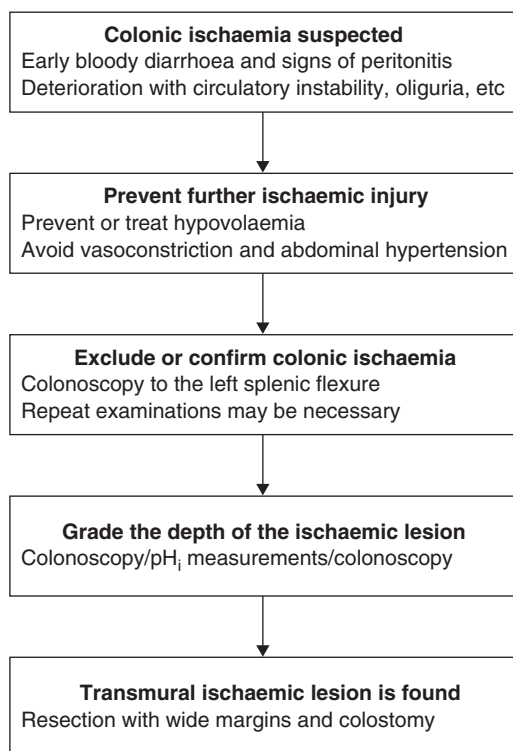 Colonic ischaemia suspected
Early bloody diarrhoea and signs of peritonitis
Deterioration with circulatory instability, oliguria, etc
Prevent further ischaemic injury
Prevent or treat hypovolaemia
Avoid vasoconstriction and abdominal hypertension
Exclude or confirm colonic ischaemia
Colonoscopy to the left splenic flexure
Repeat examinations may be necessary
Grade the depth of the ischaemic lesion
Colonoscopy/pHi measurements/colonoscopy
Transmural ischaemic lesion is found
Resection with wide margins and colostomy